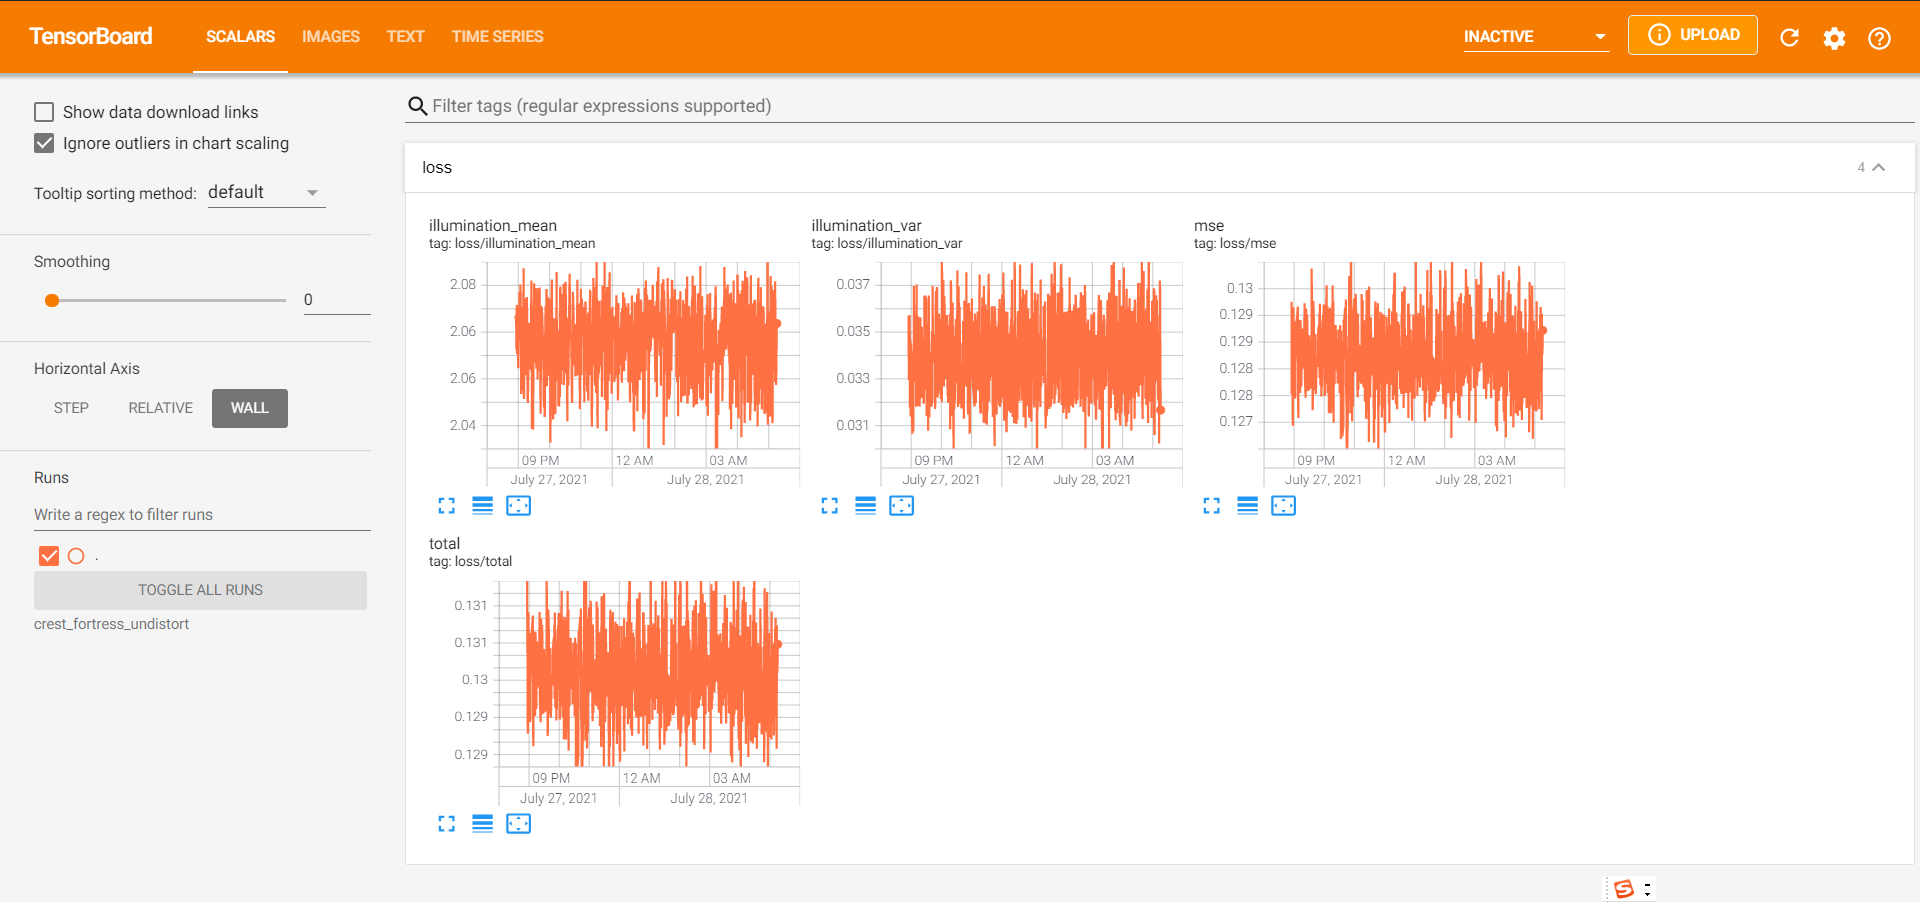 TensorBoard
SCALARS IMAGES TEXT TIME SERIES
INACTIVE
UPLOAD
Show data download links
Ignore outliers in chart scaling
Tooltip sorting method: default
Smoothing
0
Horizontal Axis
STEP RELATIVE WALL
Runs
Write a regex to filter runs
.
TOGGLE ALL RUNS
crest_fortress_undistort
Filter tags (regular expressions supported)
loss
4
illumination_mean
tag: loss/illumination_mean
2.08
2.06
2.06
2.04
09 PM 12 AM 03 AM
July 27, 2021 July 28, 2021
illumination_var
tag: loss/illumination_var
0.037
0.035
0.033
0.031
09 PM 12 AM 03 AM
July 27, 2021 July 28, 2021
mse
tag: loss/mse
0.13
0.129
0.129
0.128
0.128
0.127
09 PM 12 AM 03 AM
July 27, 2021 July 28, 2021
total
tag: loss/total
0.131
0.131
0.13
0.129
0.129
09 PM 12 AM 03 AM
July 27, 2021 July 28, 2021